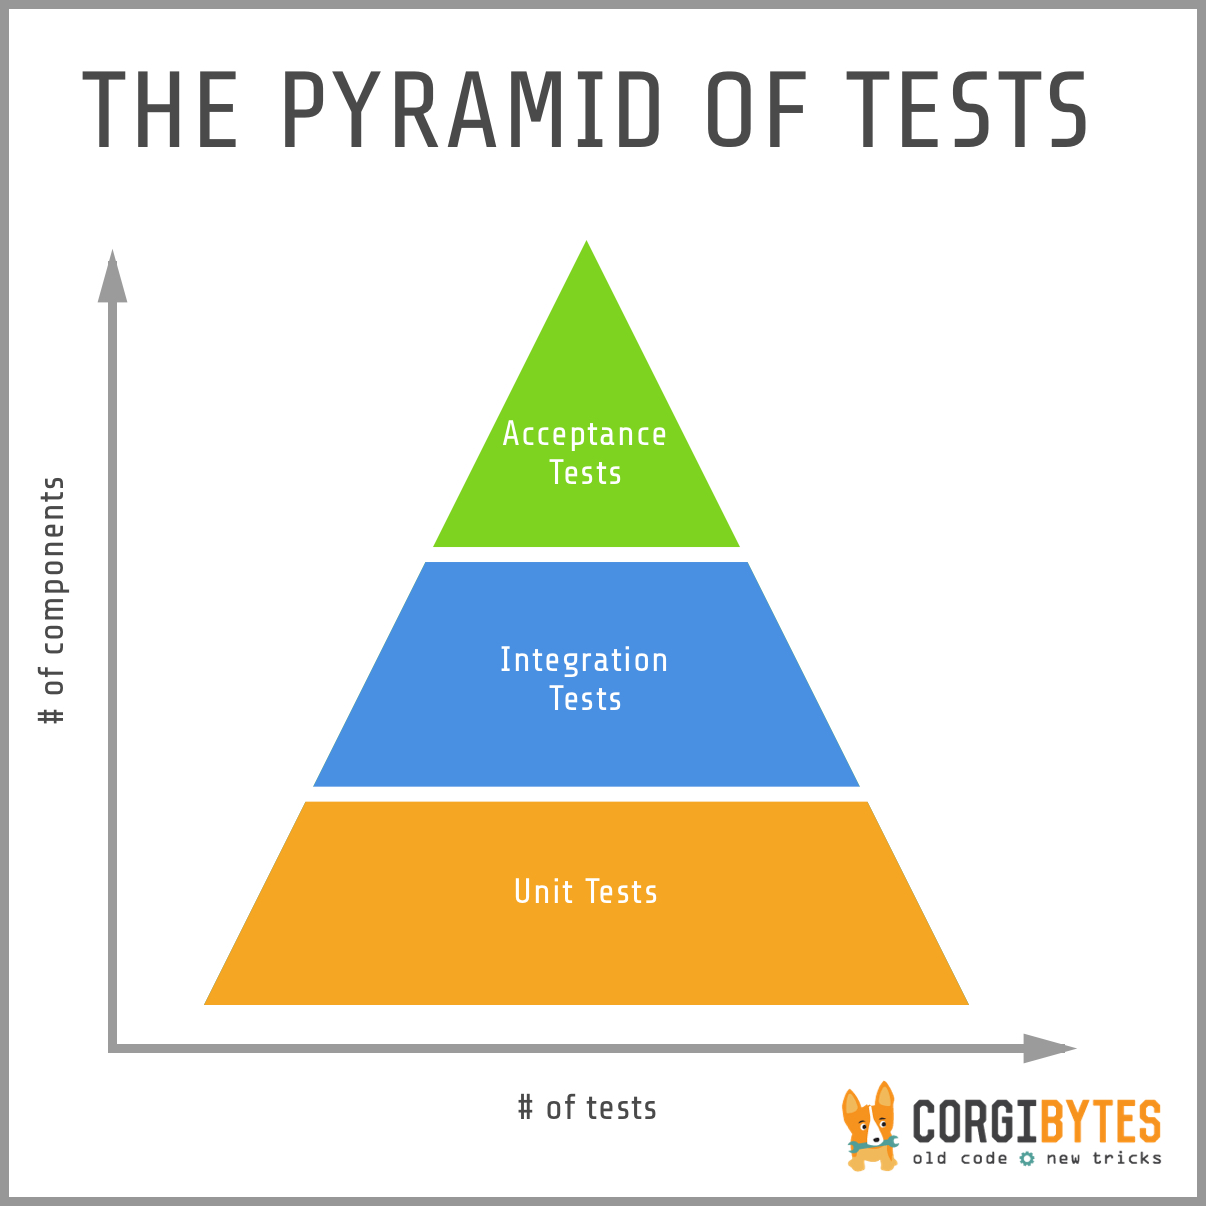 THE PYRAMID OF TESTS
Acceptance
Tests
Integration
Tests
Unit Tests
# of components
# of tests
CORGIBYTES
old code new tricks